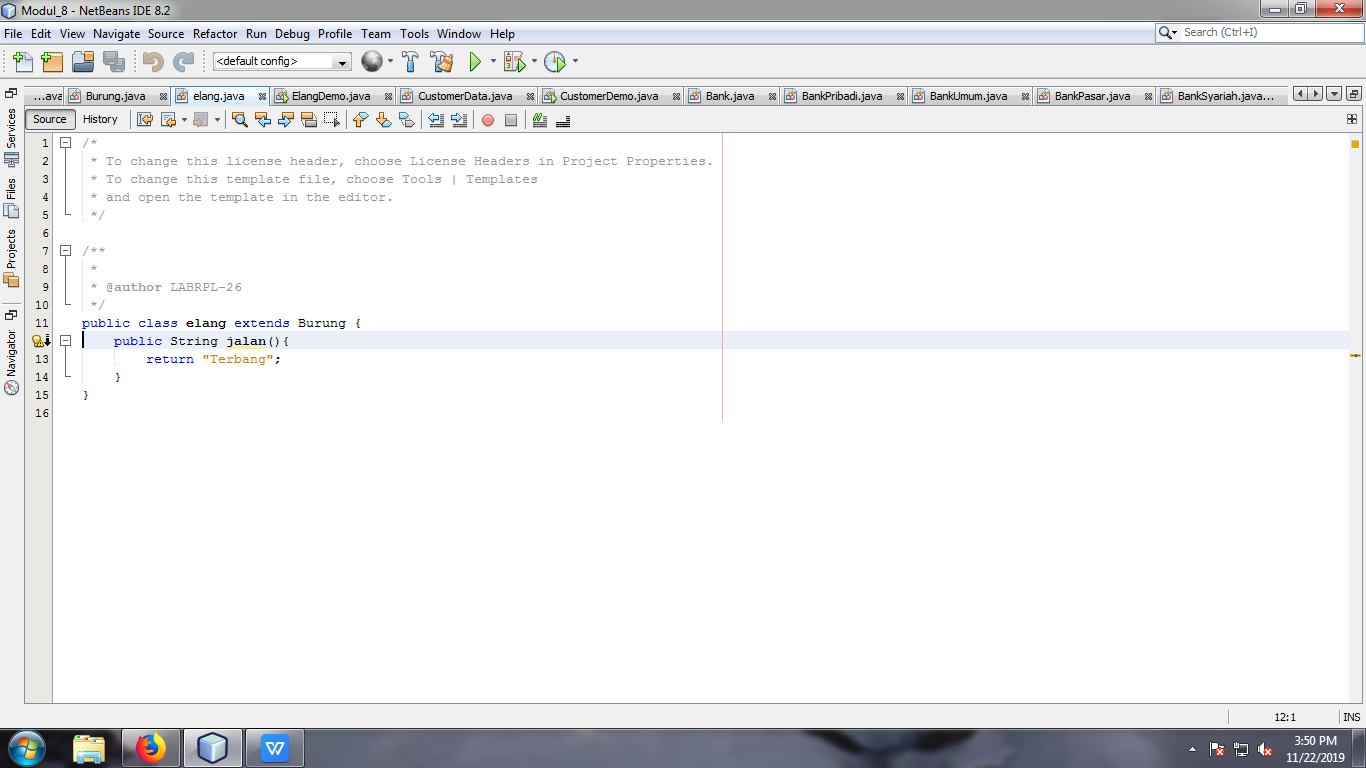 Modul_8 - NetBeans IDE 8.2
File Edit View Navigate Source Refactor Run Debug Profile Team Tools Window Help
Search (Ctrl+I)
<default config>
...ava Burung.java elang.java ElangDemo.java CustomerData.java CustomerDemo.java Bank.java BankPribadi.java BankUmum.java BankPasar.java BankSyariah.java...
Source History
Services
Files
Projects
Navigator
1 /*
2 * To change this license header, choose License Headers in Project Properties.
3 * To change this template file, choose Tools | Templates
4 * and open the template in the editor.
5 */
6
7 /**
8 *
9 * @author LABRPL-26
10 */
11 public class elang extends Burung {
public String jalan(){
13 return "Terbang";
14 }
15 }
16
12:1 INS
3:50 PM
11/22/2019